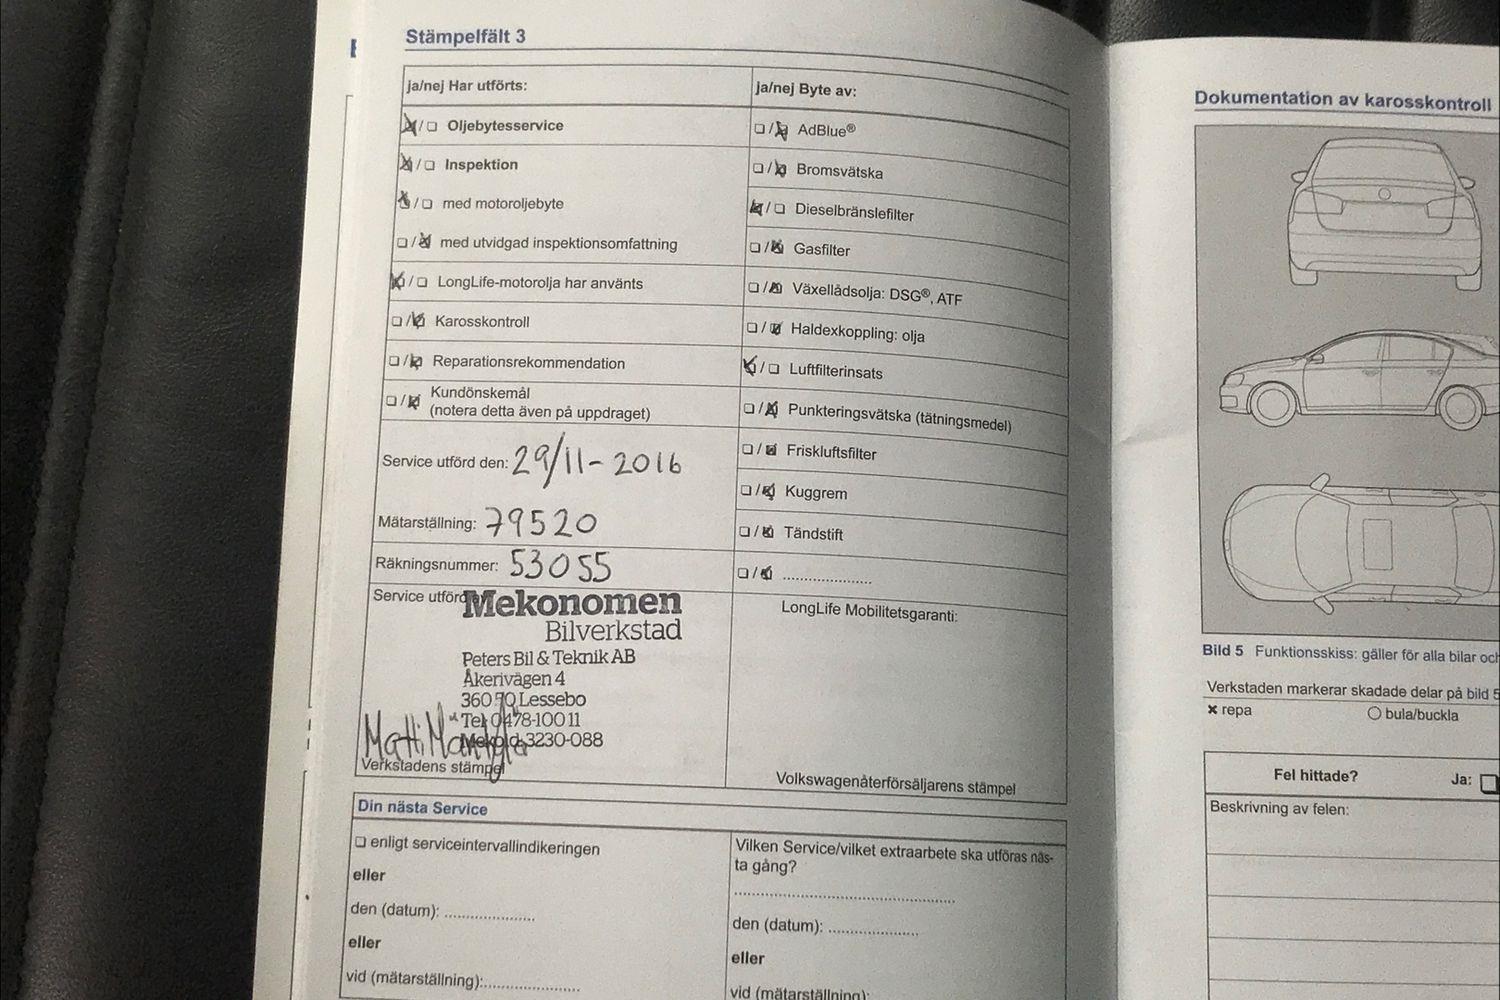 Stämpelfält 3
ja/nej Har utförts:
Oljebytesservice
Inspektion
med motoroljebyte
med utvidgad inspektionsomfattning
LongLife-motorolja har använts
Karosskontroll
Reparationsrekommendation
Kundönskemål
(notera detta även på uppdraget)
Service utförd den: 29/11-2016
Mätarställning: 79520
Räkningsnummer: 53055
Service utförd
Mekonomen
Bilverkstad
Peters Bil & Teknik AB
Åkerivägen 4
360 70 Lessebo
Tel 0478-100 11
3230-088
Matti
Verkstadens stämpel
ja/nej Byte av:
AdBlue®
Bromsvätska
Dieselbränslefilter
Gasfilter
Växellådsolja: DSG®, ATF
Haldexkoppling: olja
Luftfilterinsats
Punkteringsvätska (tätningsmedel)
Friskluftsfilter
Kuggrem
Tändstift
LongLife Mobilitetsgaranti:
Volkswagenåterförsäljarens stämpel
Din nästa Service
enligt serviceintervallindikeringen
eller
den (datum):
eller
vid (mätarställning):
Vilken Service/vilket extraarbete ska utföras näs-
ta gång?
den (datum):
eller
vid (mätarställning):
Dokumentation av karosskontroll
Bild 5 Funktionsskiss: gäller för alla bilar och
Verkstaden markerar skadade delar på bild 5
× repa
bula/buckla
Fel hittade? Ja:
Beskrivning av felen: